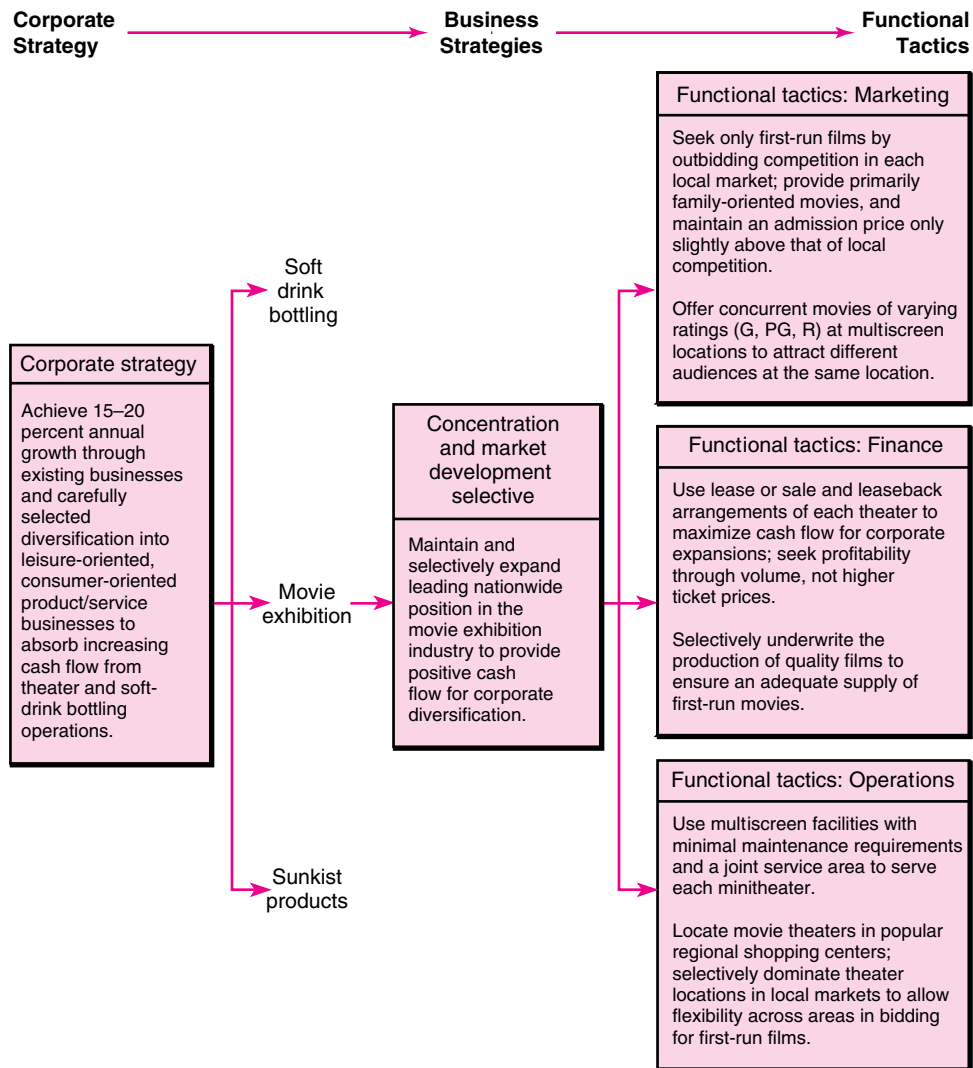 Corporate
Strategy
Business
Strategies
Functional
Tactics
Corporate strategy
Achieve 15–20
percent annual
growth through
existing businesses
and carefully
selected
diversification into
leisure-oriented,
consumer-oriented
product/service
businesses to
absorb increasing
cash flow from
theater and soft-
drink bottling
operations.
Soft
drink
bottling
Movie
exhibition
Sunkist
products
Concentration
and market
development
selective
Maintain and
selectively expand
leading nationwide
position in the
movie exhibition
industry to provide
positive cash
flow for corporate
diversification.
Functional tactics: Marketing
Seek only first-run films by
outbidding competition in each
local market; provide primarily
family-oriented movies, and
maintain an admission price only
slightly above that of local
competition.
Offer concurrent movies of varying
ratings (G, PG, R) at multiscreen
locations to attract different
audiences at the same location.
Functional tactics: Finance
Use lease or sale and leaseback
arrangements of each theater to
maximize cash flow for corporate
expansions; seek profitability
through volume, not higher
ticket prices.
Selectively underwrite the
production of quality films to
ensure an adequate supply of
first-run movies.
Functional tactics: Operations
Use multiscreen facilities with
minimal maintenance requirements
and a joint service area to serve
each minitheater.
Locate movie theaters in popular
regional shopping centers;
selectively dominate theater
locations in local markets to allow
flexibility across areas in bidding
for first-run films.